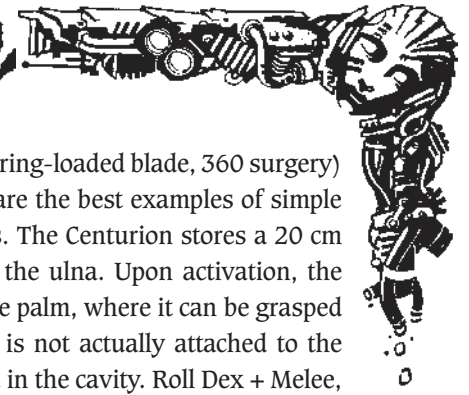 ring-loaded blade, 360 surgery)
are the best examples of simple
s. The Centurion stores a 20 cm
the ulna. Upon activation, the
e palm, where it can be grasped
is not actually attached to the
in the cavity. Roll Dex + Melee,